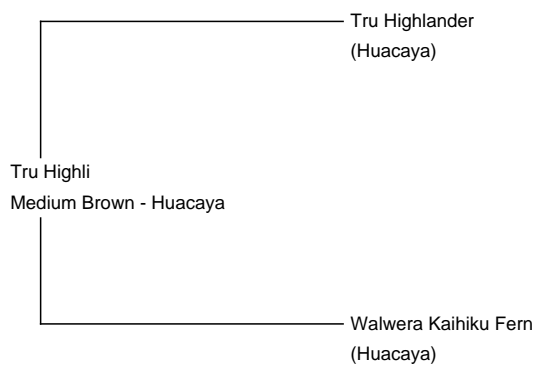 Tru Highlander
(Huacaya)
Tru Highli
Medium Brown - Huacaya
Walwera Kaihiku Fern
(Huacaya)